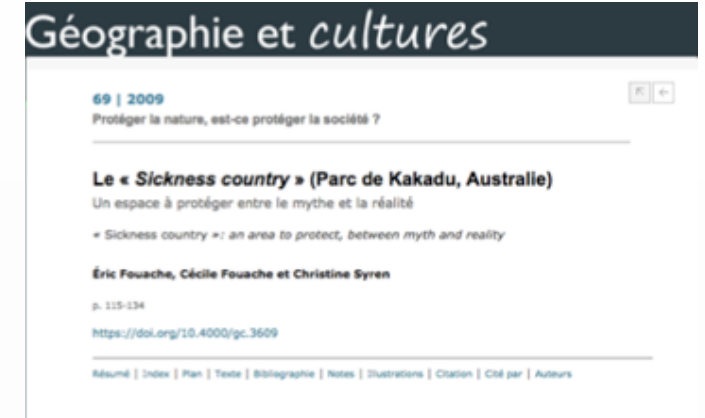 Géographie et cultures
69 | 2009
Protéger la nature, est-ce protéger la société ?
Le « Sickness country » (Parc de Kakadu, Australie)
Un espace à protéger entre le mythe et la réalité
« Sickness country »: an area to protect, between myth and reality
Éric Fouache, Cécile Fouache et Christine Syren
p. 115-134
https://doi.org/10.4000/gc.3609
Résumé | Index | Plan | Texte | Bibliographie | Notes | Illustrations | Citation | Cité par | Auteurs